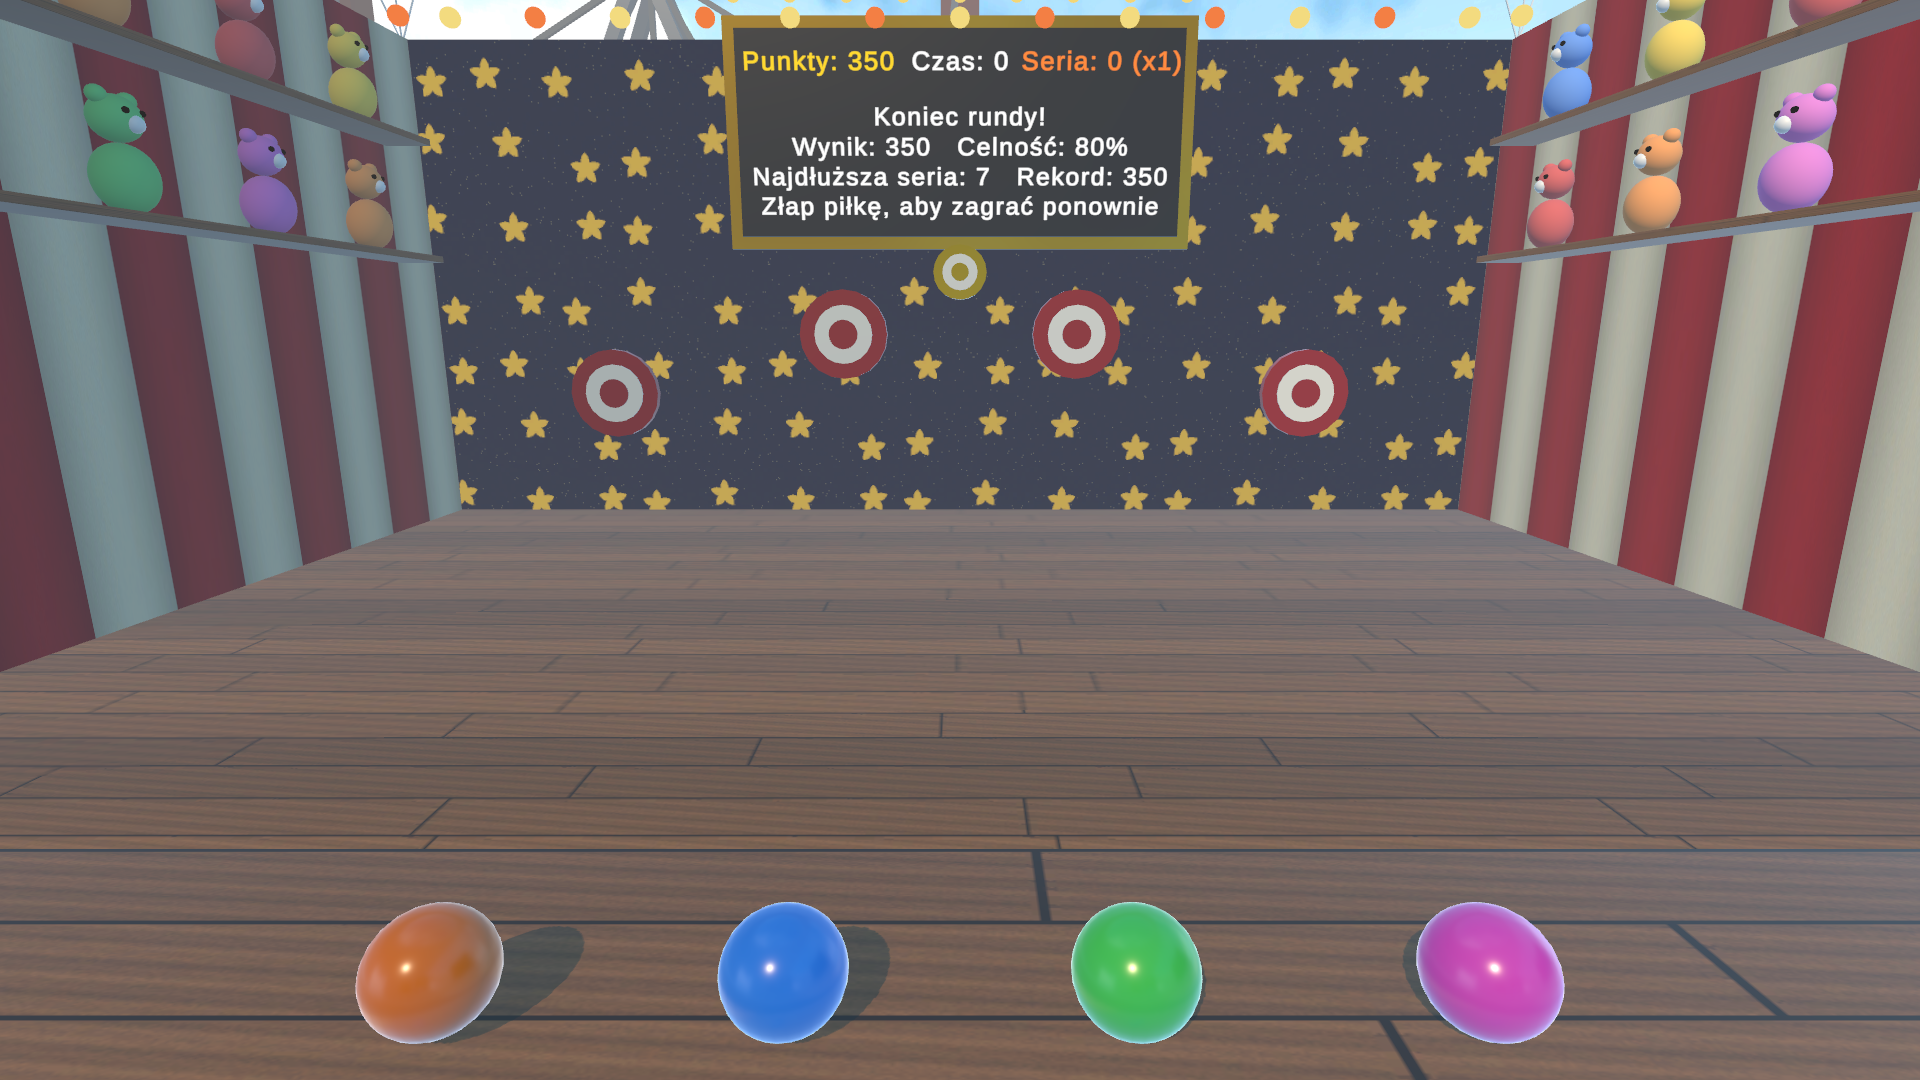 Punkty: 350 Czas: 0 Seria: 0 (x1)
Koniec rundy!
Wynik: 350 Celność: 80%
Najdłuższa seria: 7 Rekord: 350
Złap piłkę, aby zagrać ponownie